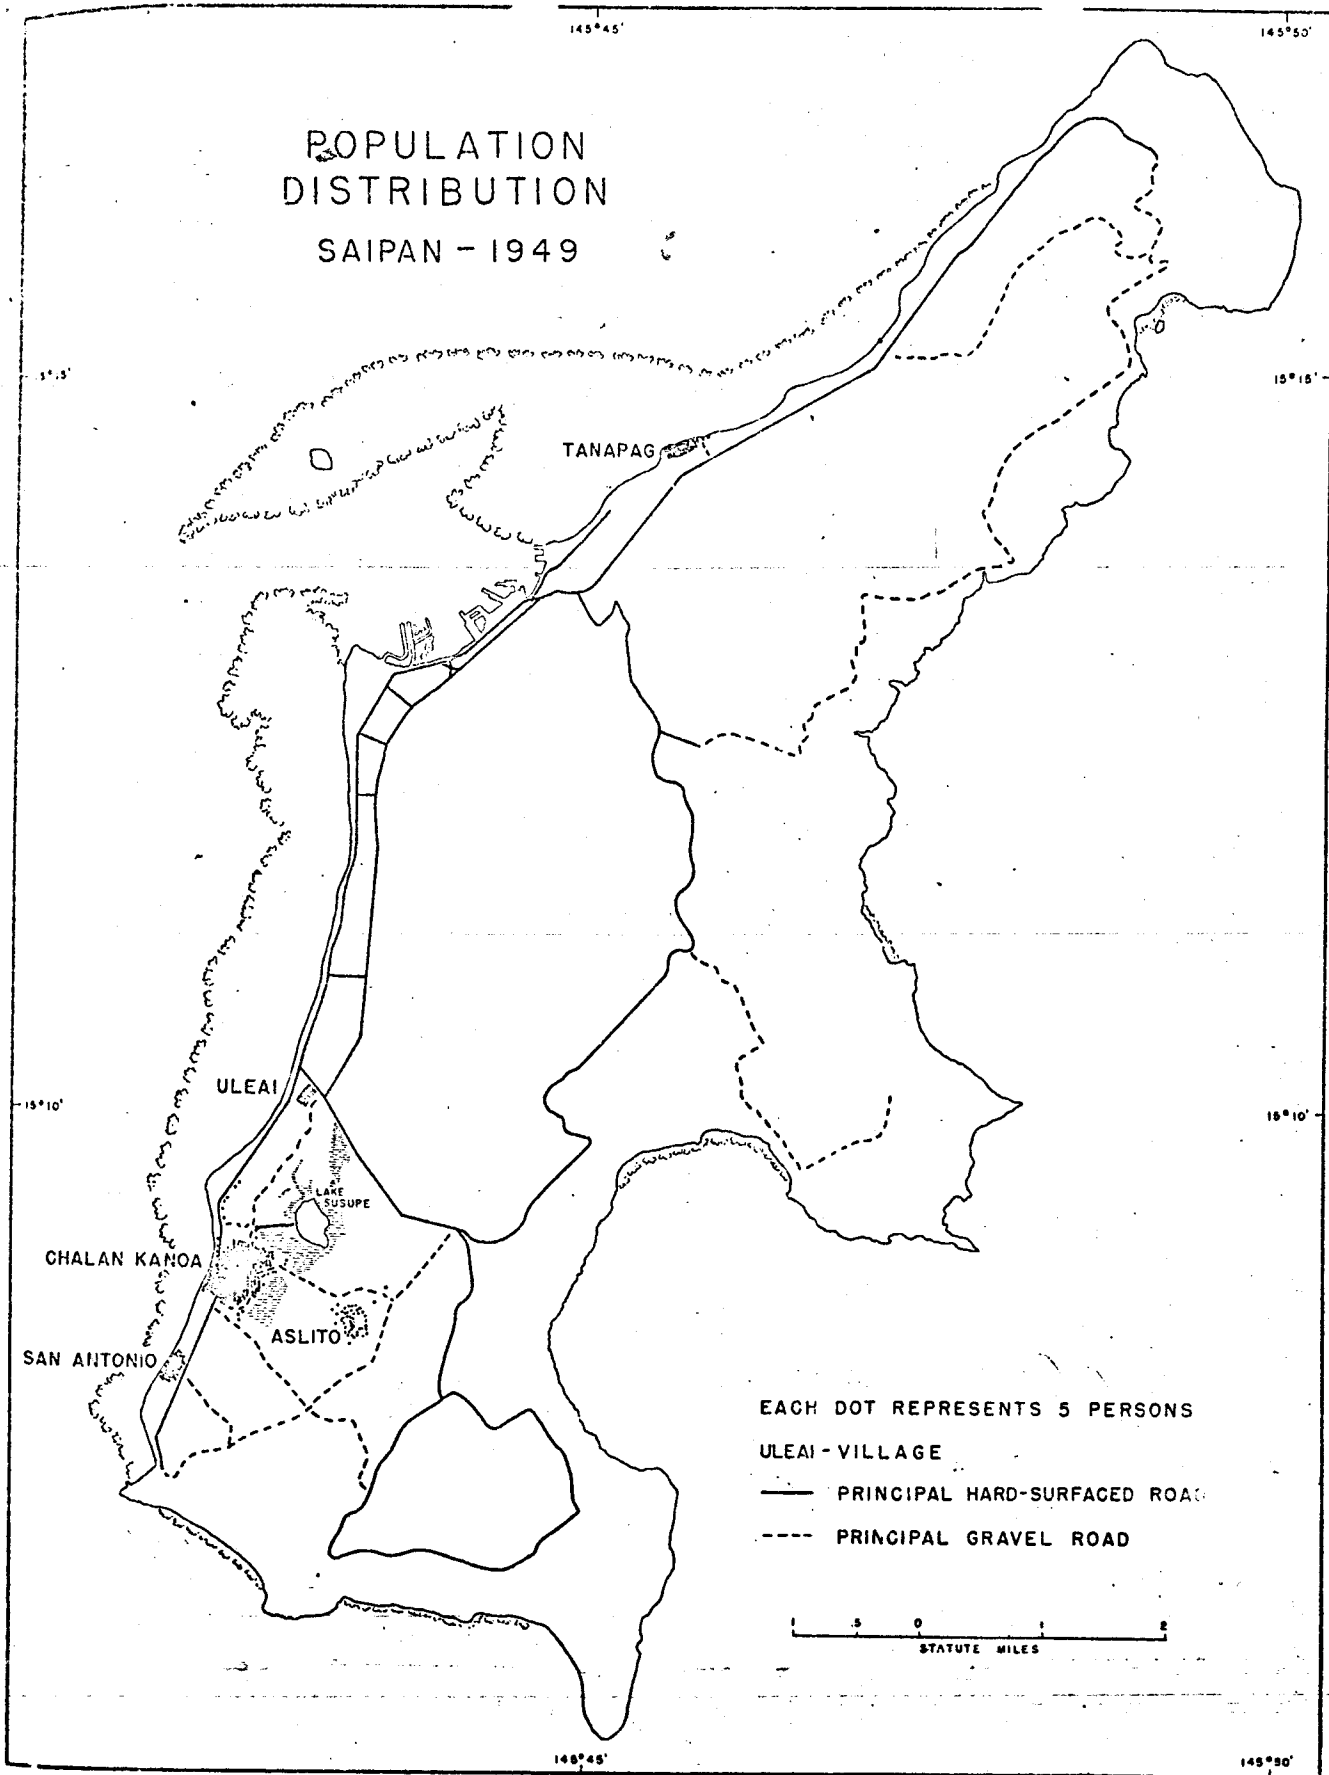 145°45'
145°50'
POPULATION
DISTRIBUTION
SAIPAN - 1949
15°15'
TANAPAG
ULEAI
15°10'
15°10'
LAKE
SUSUPE
CHALAN KANOA
ASLITO
SAN ANTONIO
EACH DOT REPRESENTS 5 PERSONS
ULEAI - VILLAGE
PRINCIPAL HARD-SURFACED ROAD
PRINCIPAL GRAVEL ROAD
1 .5 0 1 2
STATUTE MILES
145°45'
145°50'